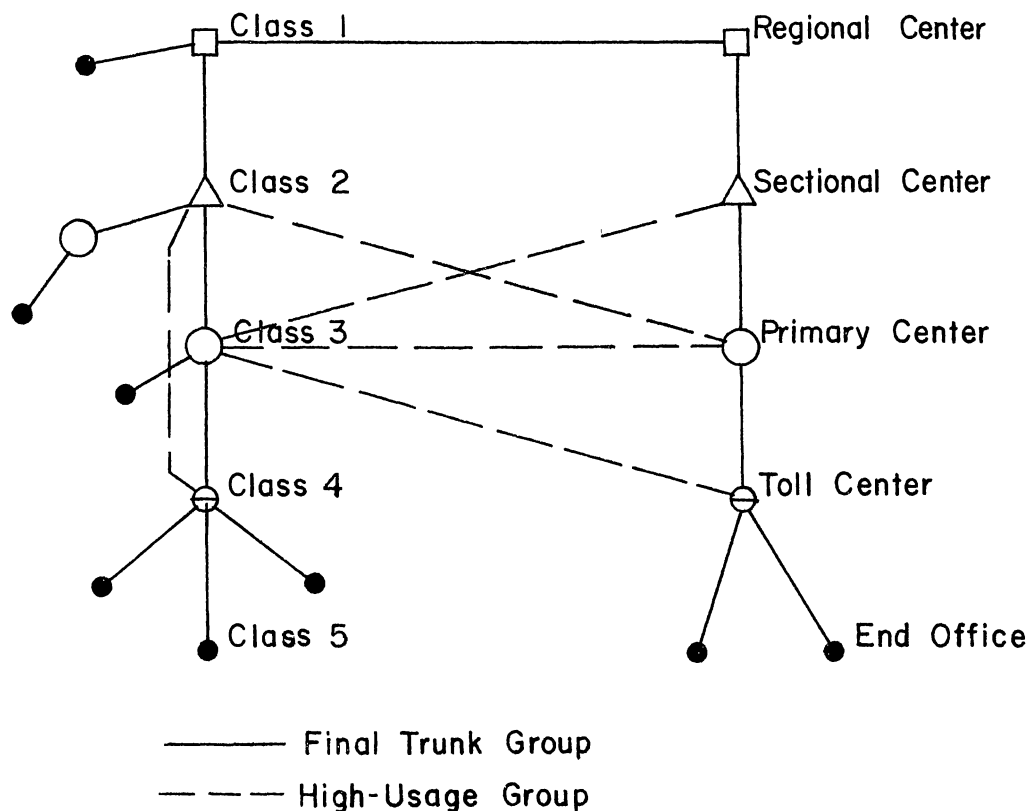 Class 1
Regional Center
Class 2
Sectional Center
Class 3
Primary Center
Class 4
Toll Center
Class 5
End Office
Final Trunk Group
High-Usage Group